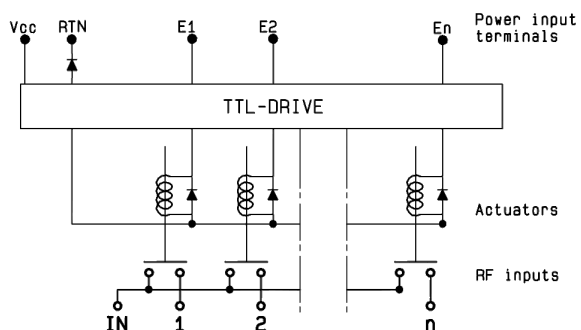 Vcc RTN E1 E2 En Power input
terminals
TTL-DRIVE
Actuators
RF inputs
IN 1 2 n